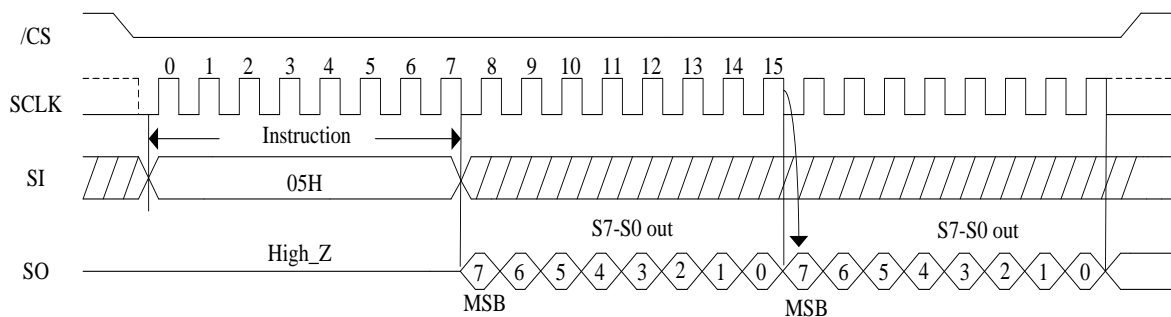 /CS
0 1 2 3 4 5 6 7 8 9 10 11 12 13 14 15
SCLK
Instruction
SI
05H
S7-S0 out
S7-S0 out
High_Z
SO
7 6 5 4 3 2 1 0 7 6 5 4 3 2 1 0
MSB
MSB